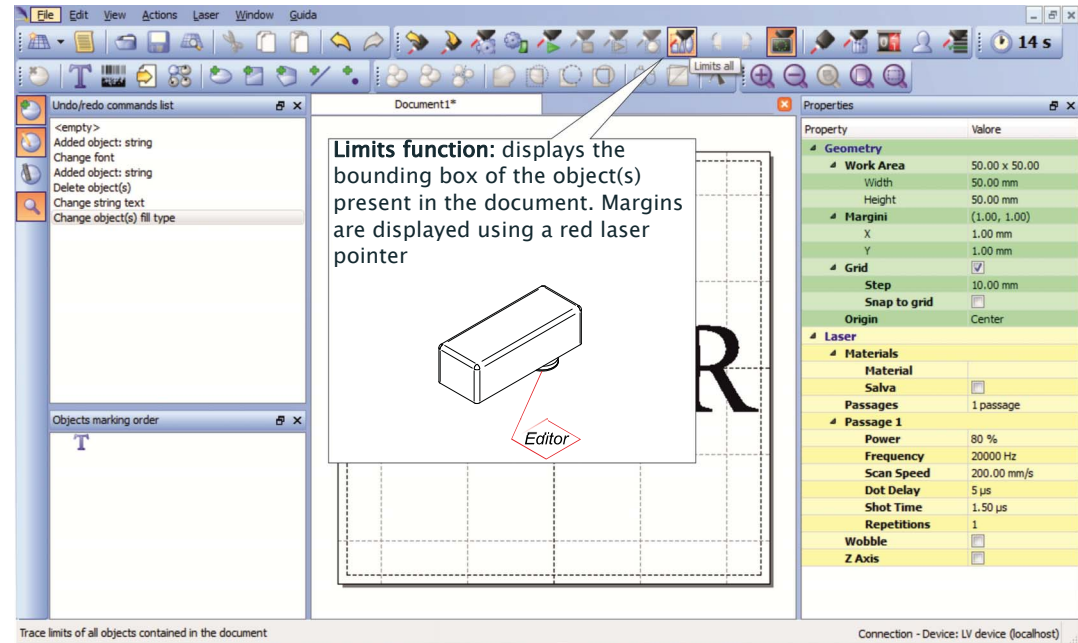 File Edit View Actions Laser Window Guida
14 s
Limits all
Undo/redo commands list
<empty>
Added object: string
Change font
Added object: string
Delete object(s)
Change string text
Change object(s) fill type
Objects marking order
Document1*
Limits function: displays the
bounding box of the object(s)
present in the document. Margins
are displayed using a red laser
pointer
Editor
R
Properties
Property Valore
Geometry
Work Area 50.00 x 50.00
Width 50.00 mm
Height 50.00 mm
Margini (1.00, 1.00)
X 1.00 mm
Y 1.00 mm
Grid
Step 10.00 mm
Snap to grid
Origin Center
Laser
Materials
Material
Salva
Passages 1 passage
Passage 1
Power 80 %
Frequency 20000 Hz
Scan Speed 200.00 mm/s
Dot Delay 5 µs
Shot Time 1.50 µs
Repetitions 1
Wobble
Z Axis
Trace limits of all objects contained in the document
Connection - Device: LV device (localhost)